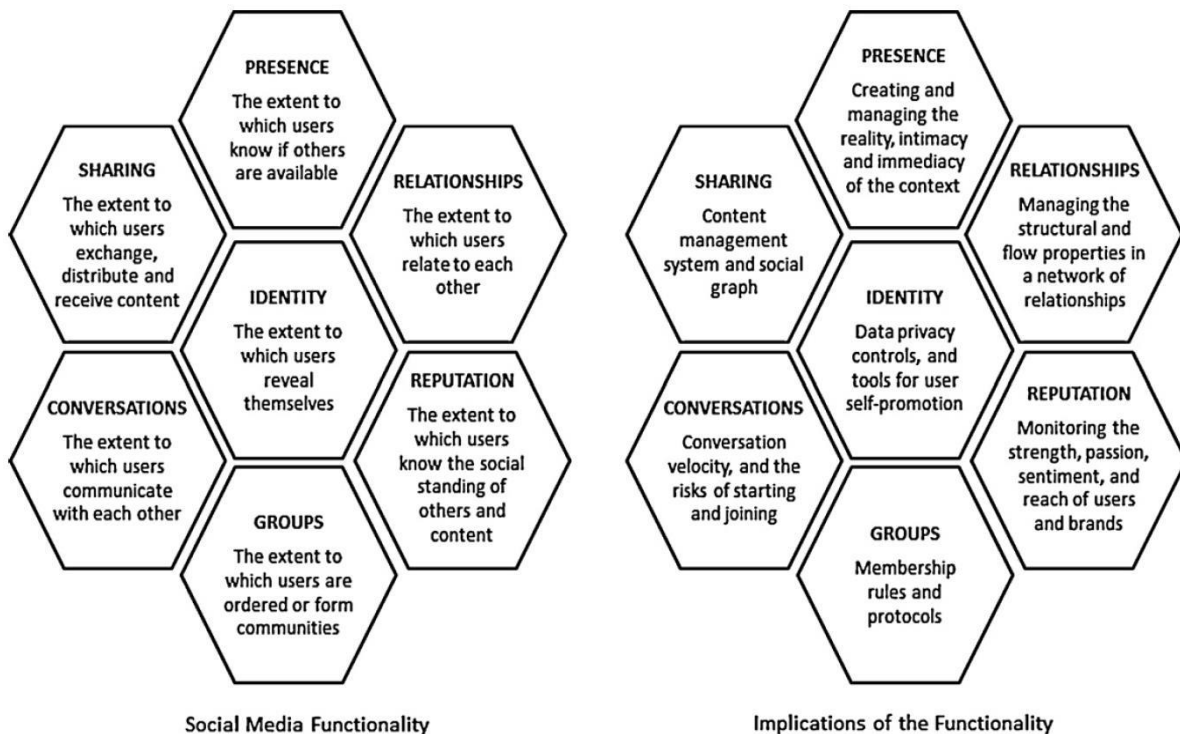 PRESENCE
The extent to
which users
know if others
are available
SHARING
The extent to
which users
exchange,
distribute and
receive content
RELATIONSHIPS
The extent to
which users
relate to each
other
IDENTITY
The extent to
which users
reveal
themselves
CONVERSATIONS
The extent to
which users
communicate
with each other
REPUTATION
The extent to
which users
know the social
standing of
others and
content
GROUPS
The extent to
which users are
ordered or form
communities
Social Media Functionality
PRESENCE
Creating and
managing the
reality, intimacy
and immediacy
of the context
SHARING
Content
management
system and social
graph
RELATIONSHIPS
Managing the
structural and
flow properties in
a network of
relationships
IDENTITY
Data privacy
controls, and
tools for user
self-promotion
CONVERSATIONS
Conversation
velocity, and the
risks of starting
and joining
REPUTATION
Monitoring the
strength, passion,
sentiment, and
reach of users
and brands
GROUPS
Membership
rules and
protocols
Implications of the Functionality